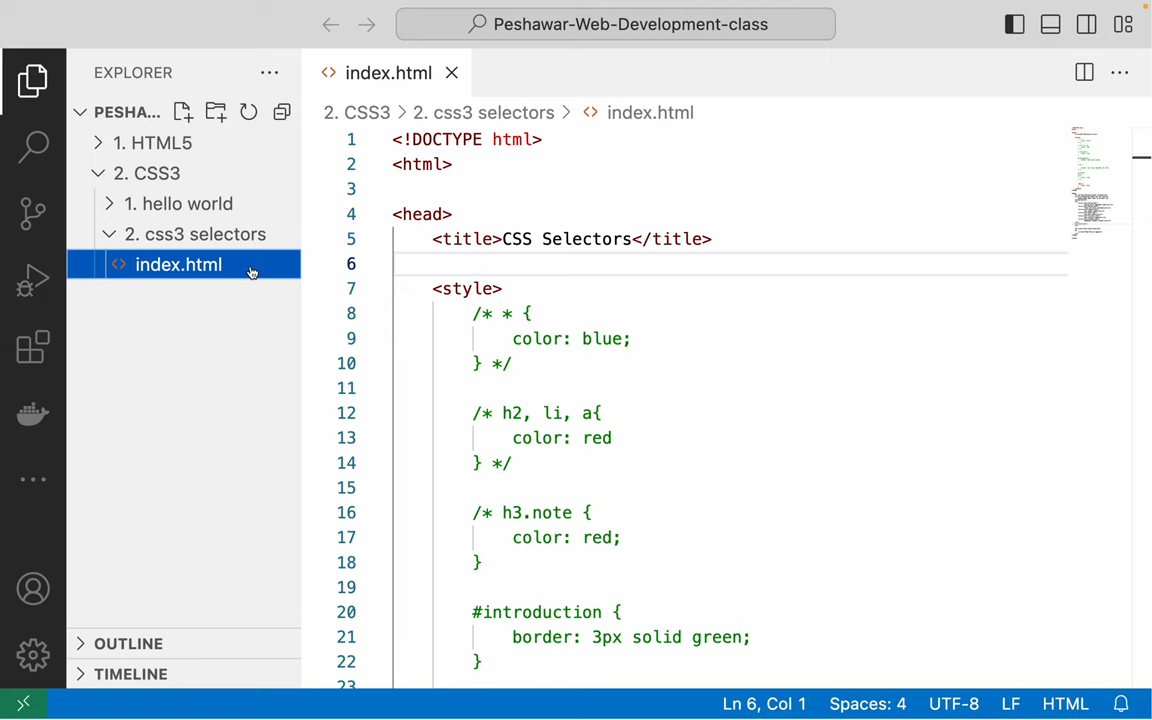 Peshawar-Web-Development-class
EXPLORER
index.html
PESHA...
1. HTML5
2. CSS3
1. hello world
2. css3 selectors
index.html
OUTLINE
TIMELINE
2. CSS3 > 2. css3 selectors > index.html
1 <!DOCTYPE html>
2 <html>
3
4 <head>
5 <title>CSS Selectors</title>
6
7 <style>
8 /* * {
9 color: blue;
10 } */
11
12 /* h2, li, a{
13 color: red
14 } */
15
16 /* h3.note {
17 color: red;
18 }
19
20 #introduction {
21 border: 3px solid green;
22 }
23
Ln 6, Col 1 Spaces: 4 UTF-8 LF HTML